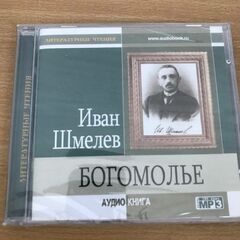 ЛИТЕРАТУРНЫЕ ЧТЕНИЯ
www.audiobook.ru
ЛИТЕРАТУРНЫЕ ЧТЕНИЯ
Иван
Шмелев
БОГОМОЛЬЕ
АУДИО КНИГА
MP3